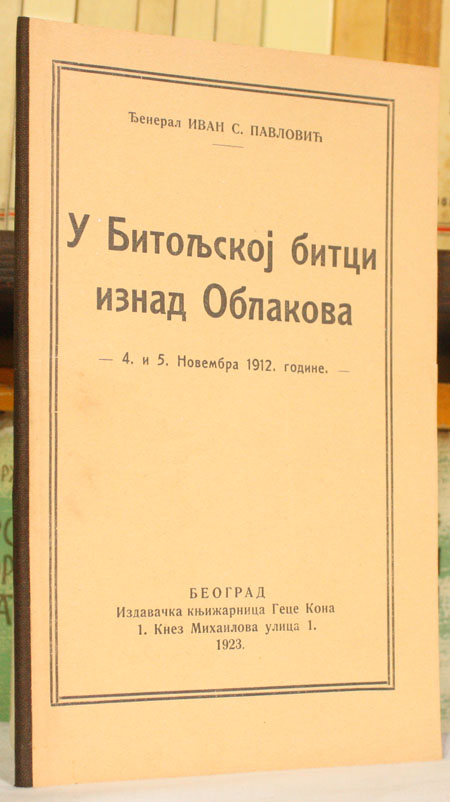 Ђенерал ИВАН С. ПАВЛОВИЋ
У Битољској битци
изнад Облакова
— 4. и 5. Новембра 1912. године. —
БЕОГРАД
Издавачка књижарница Геце Кона
1. Кнез Михаилова улица 1.
1923.